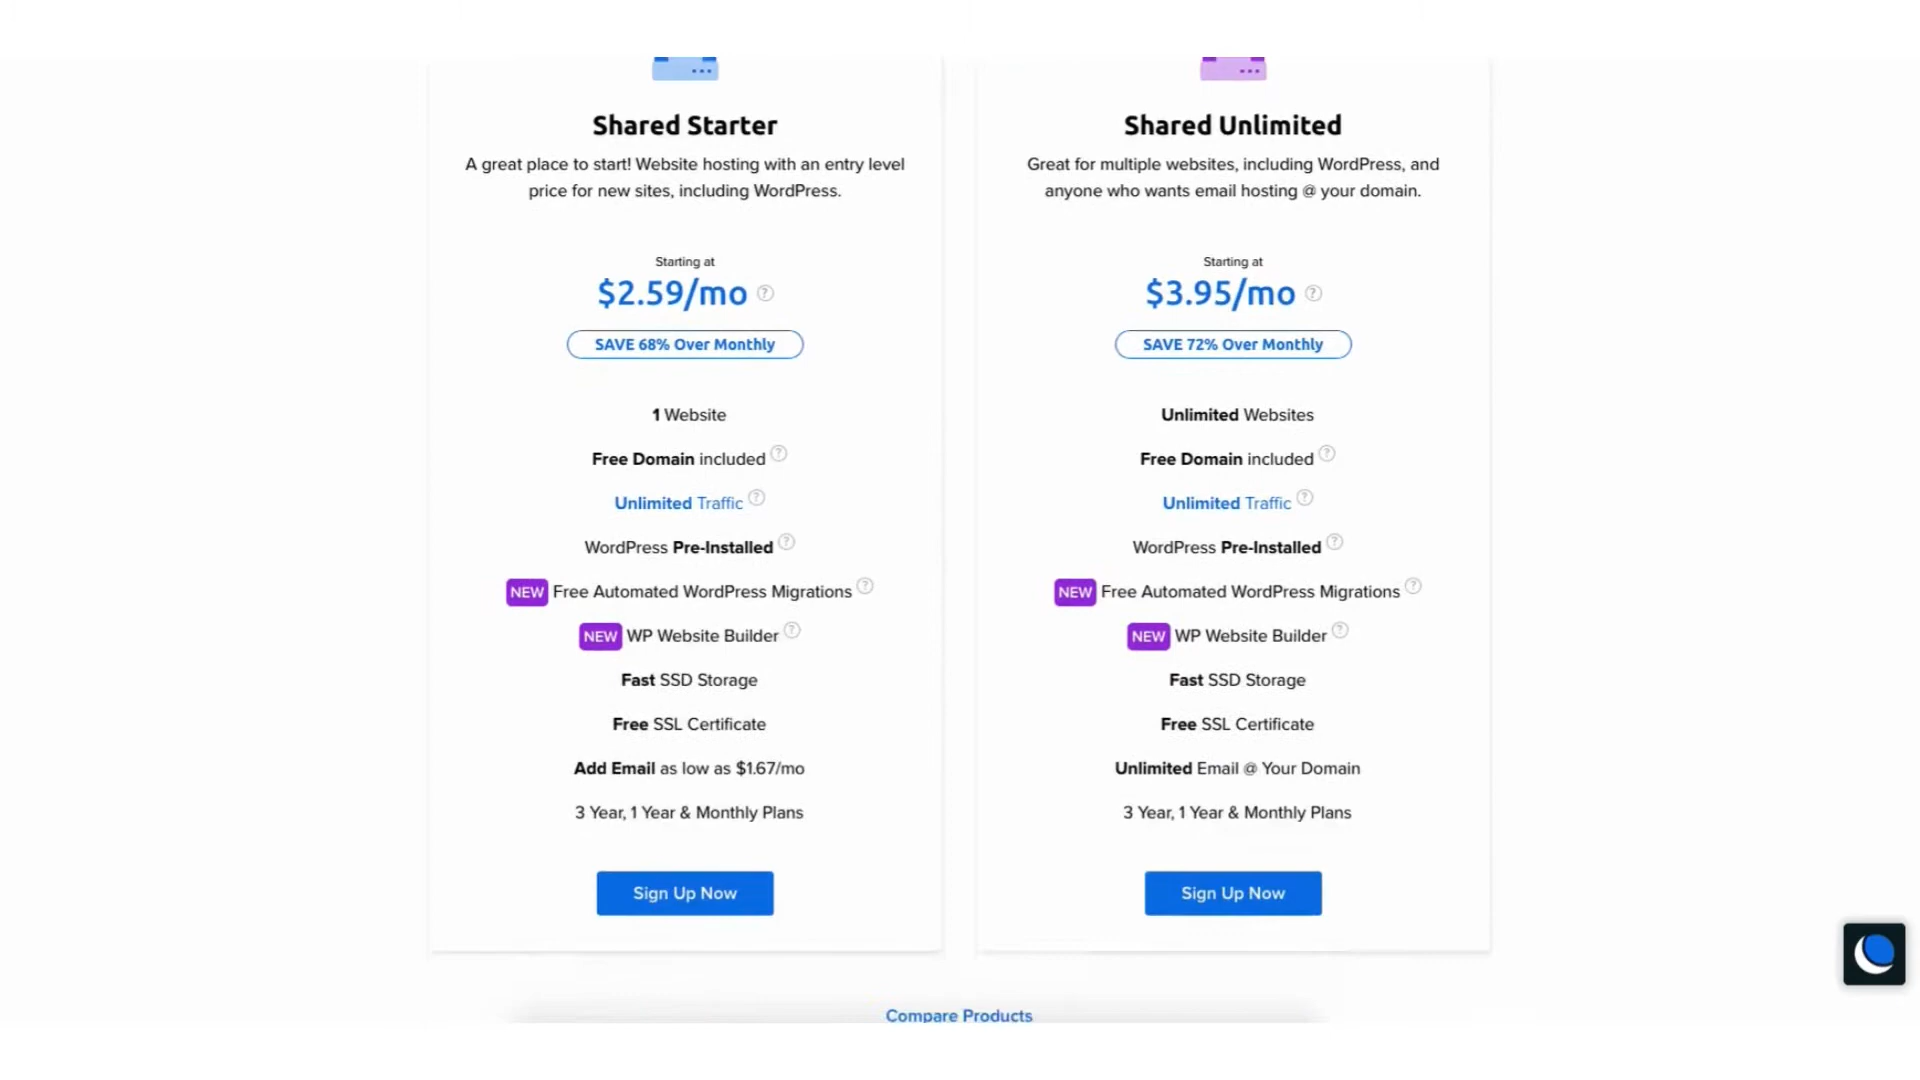 Shared Starter
A great place to start! Website hosting with an entry level
price for new sites, including WordPress.
Starting at
$2.59/mo ?
SAVE 68% Over Monthly
1 Website
Free Domain included ?
Unlimited Traffic ?
WordPress Pre-Installed ?
NEW Free Automated WordPress Migrations ?
NEW WP Website Builder ?
Fast SSD Storage
Free SSL Certificate
Add Email as low as $1.67/mo
3 Year, 1 Year & Monthly Plans
Sign Up Now
Shared Unlimited
Great for multiple websites, including WordPress, and
anyone who wants email hosting @ your domain.
Starting at
$3.95/mo ?
SAVE 72% Over Monthly
Unlimited Websites
Free Domain included ?
Unlimited Traffic ?
WordPress Pre-Installed ?
NEW Free Automated WordPress Migrations ?
NEW WP Website Builder ?
Fast SSD Storage
Free SSL Certificate
Unlimited Email @ Your Domain
3 Year, 1 Year & Monthly Plans
Sign Up Now
Compare Products